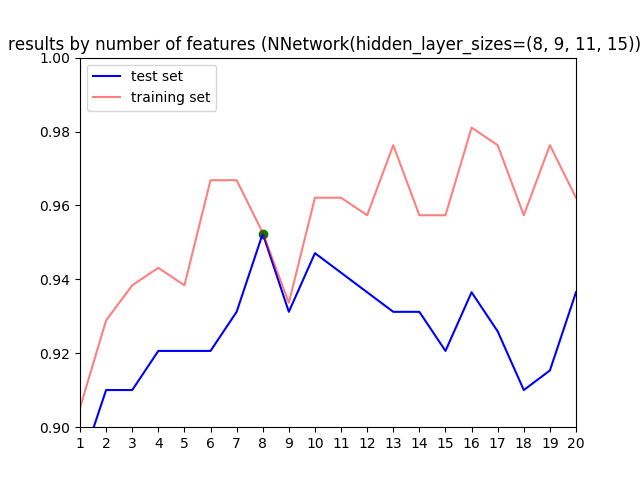 results by number of features (NNetwork(hidden_layer_sizes=(8, 9, 11, 15))
1.00
test set
training set
0.98
0.96
0.94
0.92
0.90
1 2 3 4 5 6 7 8 9 10 11 12 13 14 15 16 17 18 19 20